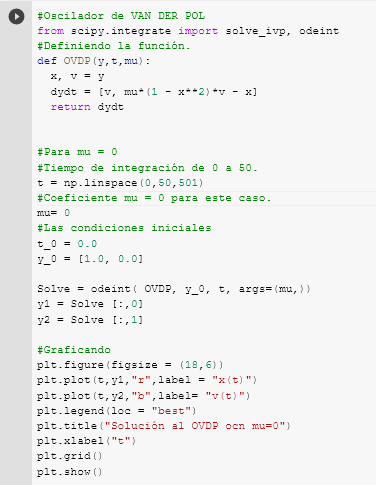 #Oscilador de VAN DER POL
from scipy.integrate import solve_ivp, odeint
#Definiendo la función.
def OVDP(y,t,mu):
  x, v = y
  dydt = [v, mu*(1 - x**2)*v - x]
  return dydt
#Para mu = 0
#Tiempo de integración de 0 a 50.
t = np.linspace(0,50,501)
#Coeficiente mu = 0 para este caso.
mu= 0
#Las condiciones iniciales
t_0 = 0.0
y_0 = [1.0, 0.0]
Solve = odeint( OVDP, y_0, t, args=(mu,))
y1 = Solve [:,0]
y2 = Solve [:,1]
#Graficando
plt.figure(figsize = (18,6))
plt.plot(t,y1,"r",label = "x(t)")
plt.plot(t,y2,"b",label= "v(t)")
plt.legend(loc = "best")
plt.title("Solución al OVDP ocn mu=0")
plt.xlabel("t")
plt.grid()
plt.show()